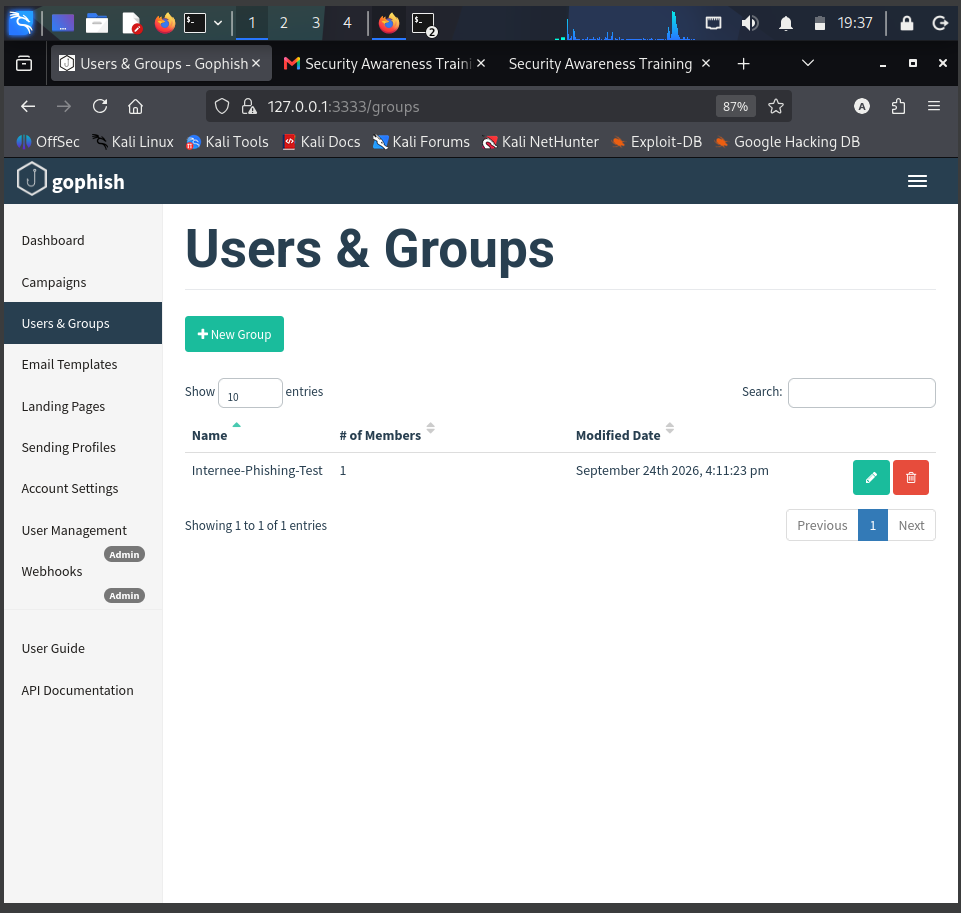 1 2 3 4 2 19:37
Users & Groups - Gophish Security Awareness Traini Security Awareness Training
127.0.0.1:3333/groups 87% A
OffSec Kali Linux Kali Tools Kali Docs Kali Forums Kali NetHunter Exploit-DB Google Hacking DB
gophish
Dashboard
Campaigns
Users & Groups
Email Templates
Landing Pages
Sending Profiles
Account Settings
User Management
Admin
Webhooks
Admin
User Guide
API Documentation
Users & Groups
New Group
Show 10 entries Search:
Name # of Members Modified Date
Internee-Phishing-Test 1 September 24th 2026, 4:11:23 pm
Showing 1 to 1 of 1 entries Previous 1 Next